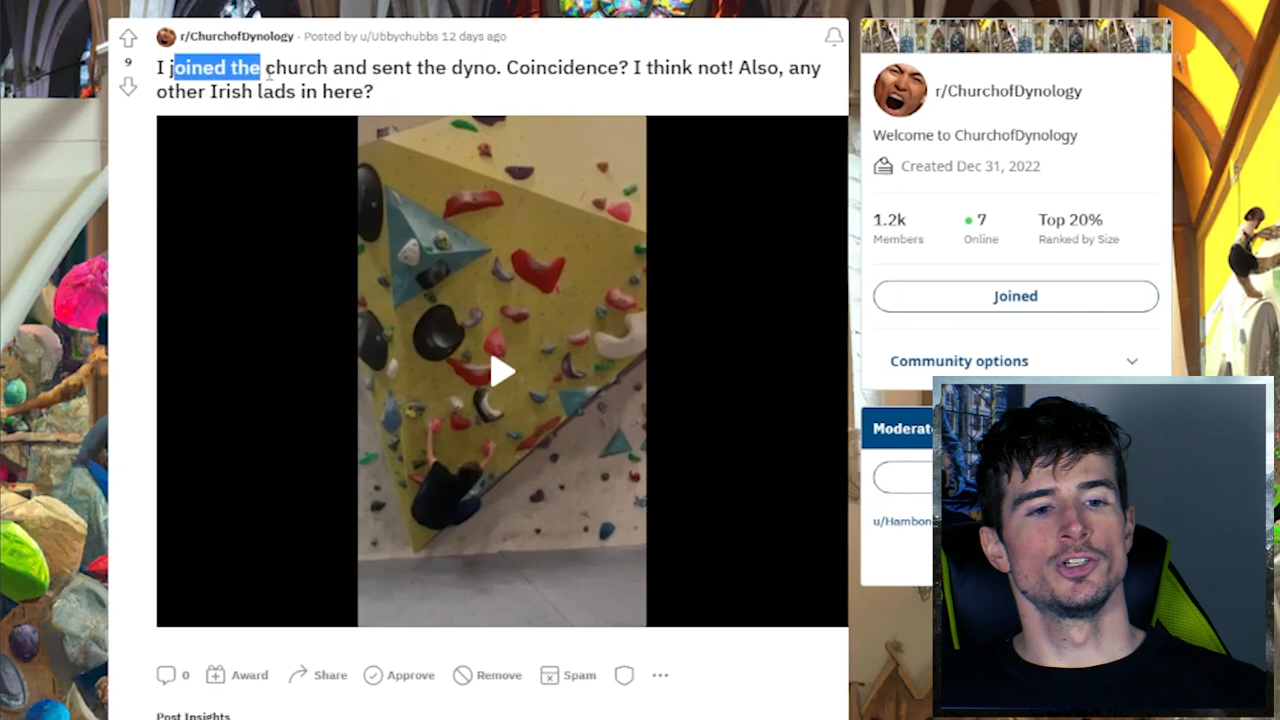 r/ChurchofDynology · Posted by u/Ubbychubbs 12 days ago
9
I joined the church and sent the dyno. Coincidence? I think not! Also, any
other Irish lads in here?
0 Award Share Approve Remove Spam
Post Insights
r/ChurchofDynology
Welcome to ChurchofDynology
Created Dec 31, 2022
1.2k 7 Top 20%
Members Online Ranked by Size
Joined
Community options
Moderat
u/Hambon